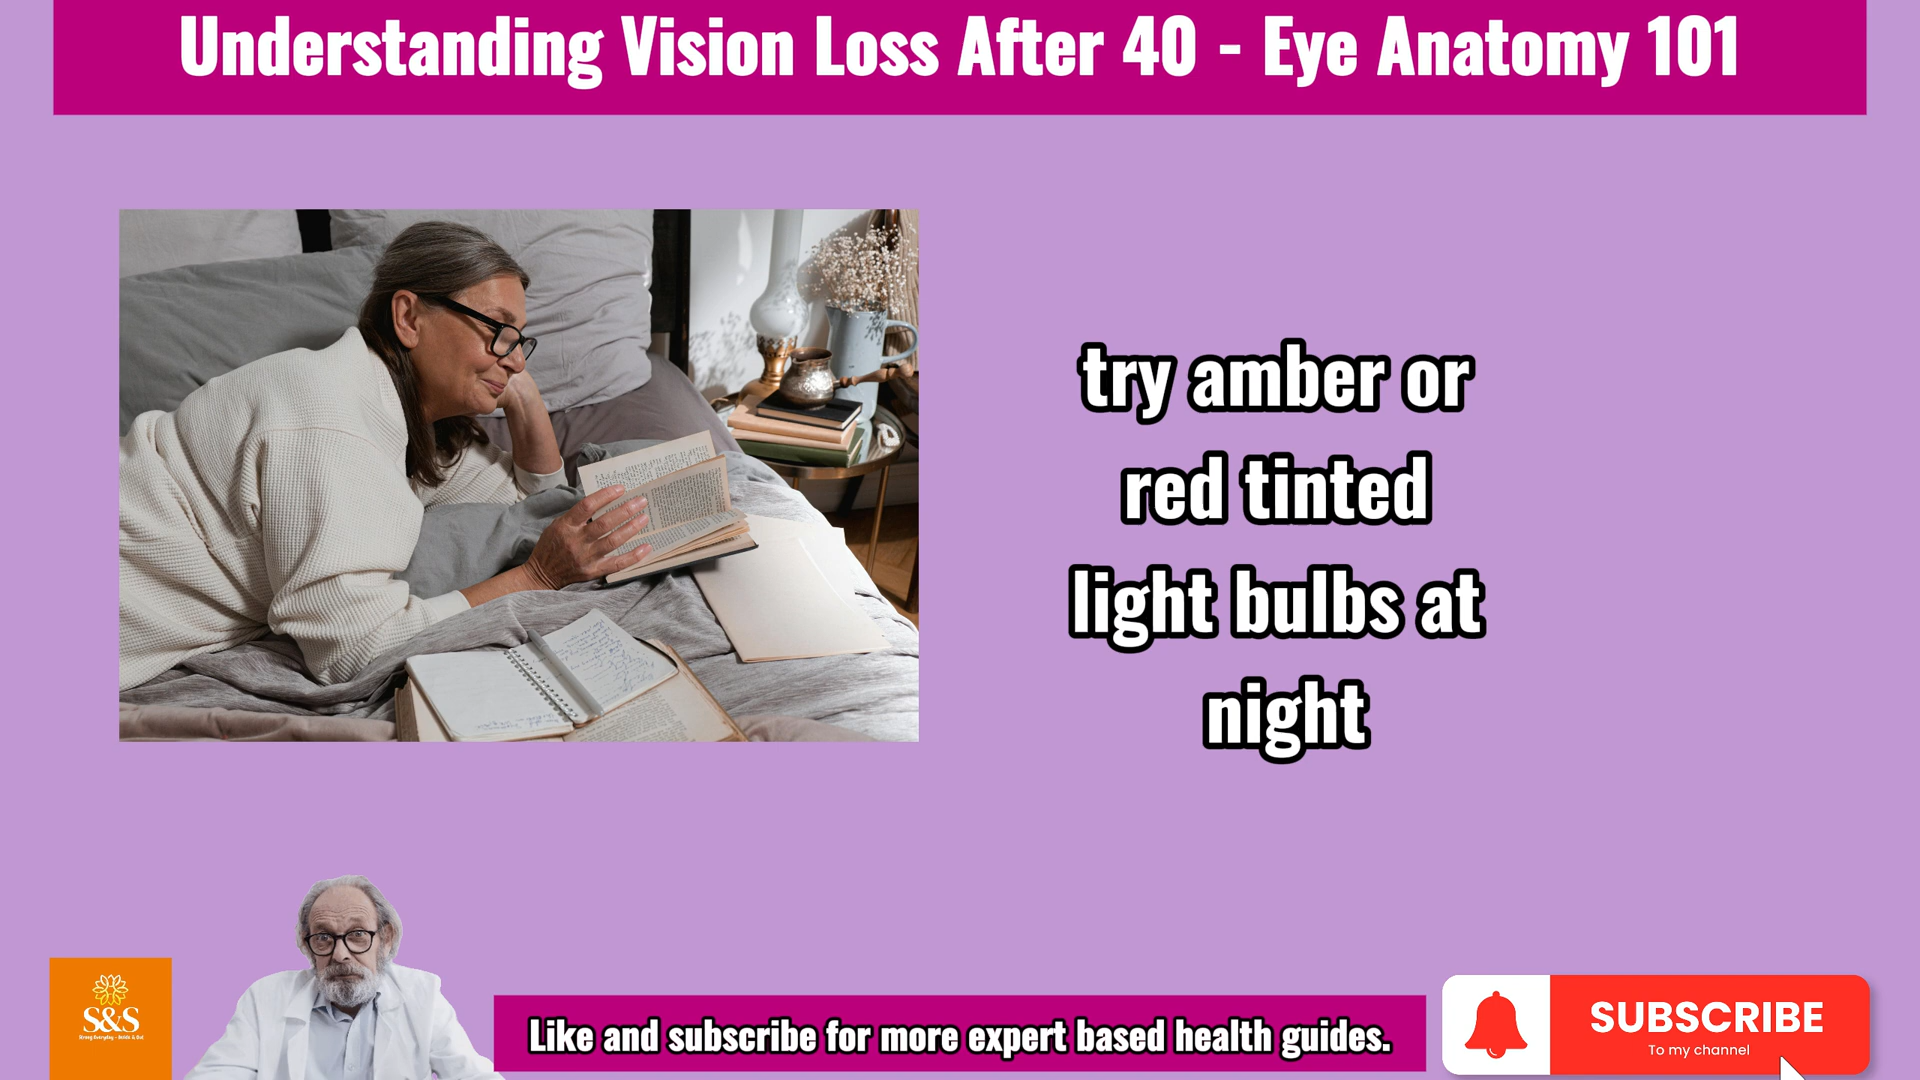 Understanding Vision Loss After 40 - Eye Anatomy 101
try amber or
red tinted
light bulbs at
night
S&S
Like and subscribe for more expert based health guides.
SUBSCRIBE
To my channel